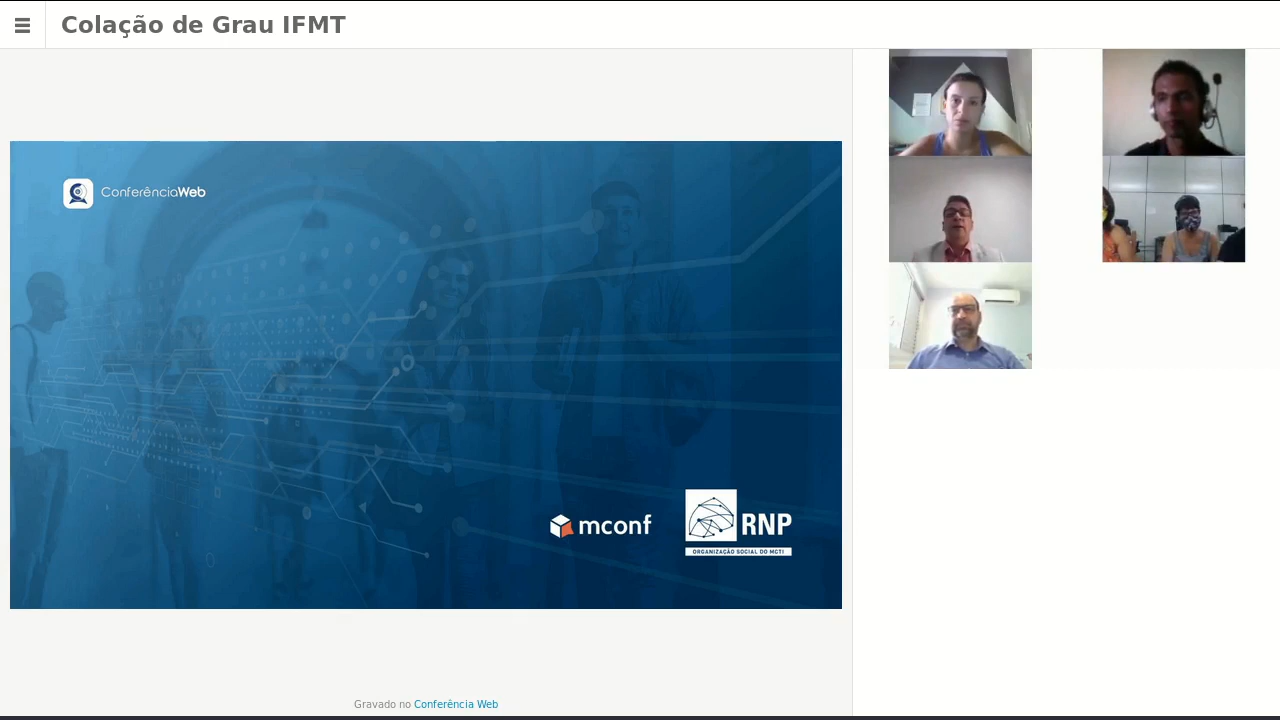 Colação de Grau IFMT
ConferênciaWeb
mconf
RNP
ORGANIZAÇÃO SOCIAL DO MCTI
Gravado no Conferência Web